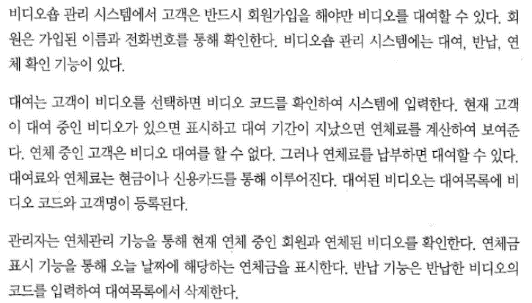 비디오숍 관리 시스템에서 고객은 반드시 회원가입을 해야만 비디오를 대여할 수 있다. 회
원은 가입된 이름과 전화번호를 통해 확인한다. 비디오숍 관리 시스템에는 대여, 반납, 연
체 확인 기능이 있다.
대여는 고객이 비디오를 선택하면 비디오 코드를 확인하여 시스템에 입력한다. 현재 고객
이 대여 중인 비디오가 있으면 표시하고 대여 기간이 지났으면 연체료를 계산하여 보여준
다. 연체 중인 고객은 비디오 대여를 할 수 없다. 그러나 연체료를 납부하면 대여할 수 있다.
대여료와 연체료는 현금이나 신용카드를 통해 이루어진다. 대여된 비디오는 대여목록에 비
디오 코드와 고객명이 등록된다.
관리자는 연체관리 기능을 통해 현재 연체 중인 회원과 연체된 비디오를 확인한다. 연체금
표시 기능을 통해 오늘 날짜에 해당하는 연체금을 표시한다. 반납 기능은 반납한 비디오의
코드를 입력하여 대여목록에서 삭제한다.